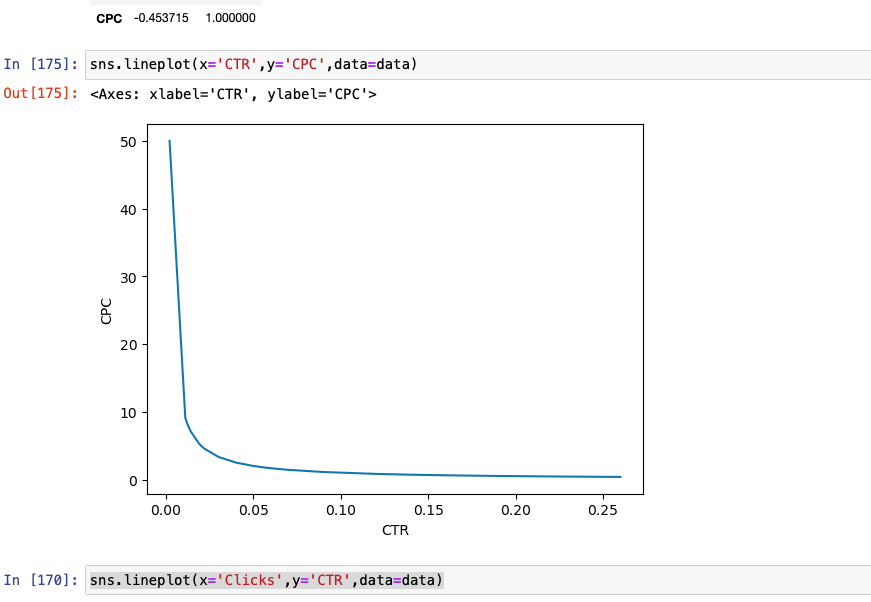 CPC -0.453715 1.000000
In [175]: sns.lineplot(x='CTR',y='CPC',data=data)
Out[175]: <Axes: xlabel='CTR', ylabel='CPC'>
50
40
30
20
10
0
CPC
0.00 0.05 0.10 0.15 0.20 0.25
CTR
In [170]: sns.lineplot(x='Clicks',y='CTR',data=data)